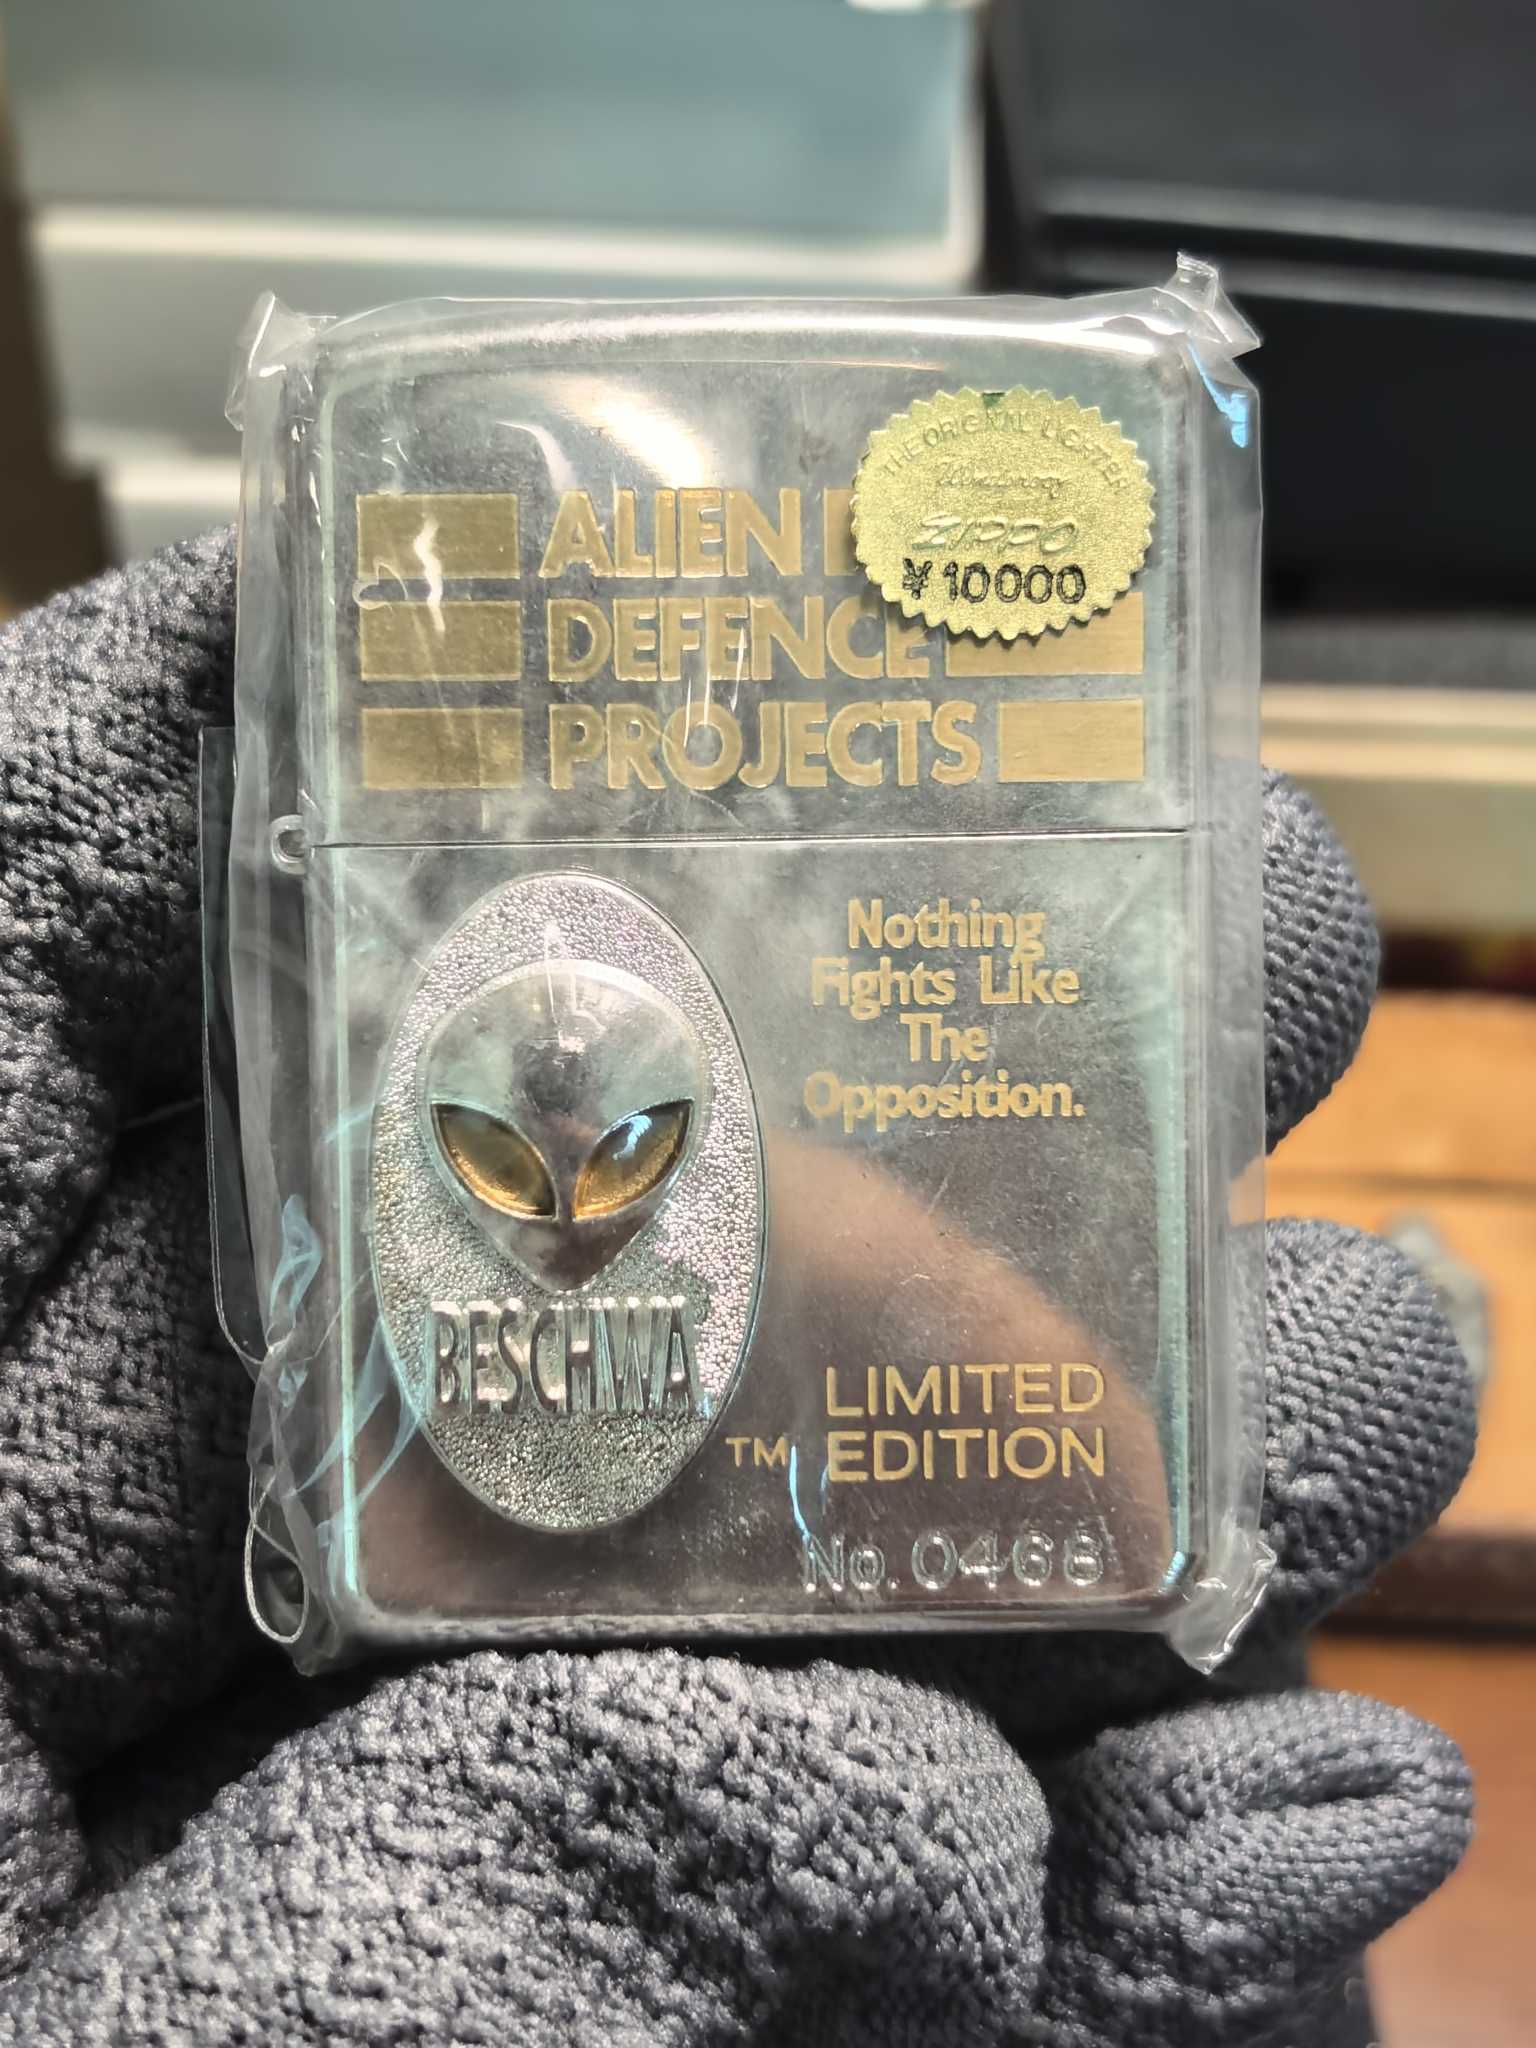 ALIEN
DEFENCE
PROJECTS
THE ORIGINAL LIGHTER
Windproof
ZIPPO
¥10000
Nothing
Fights Like
The
Opposition.
BESCHWA
LIMITED
TM EDITION
No. 0468